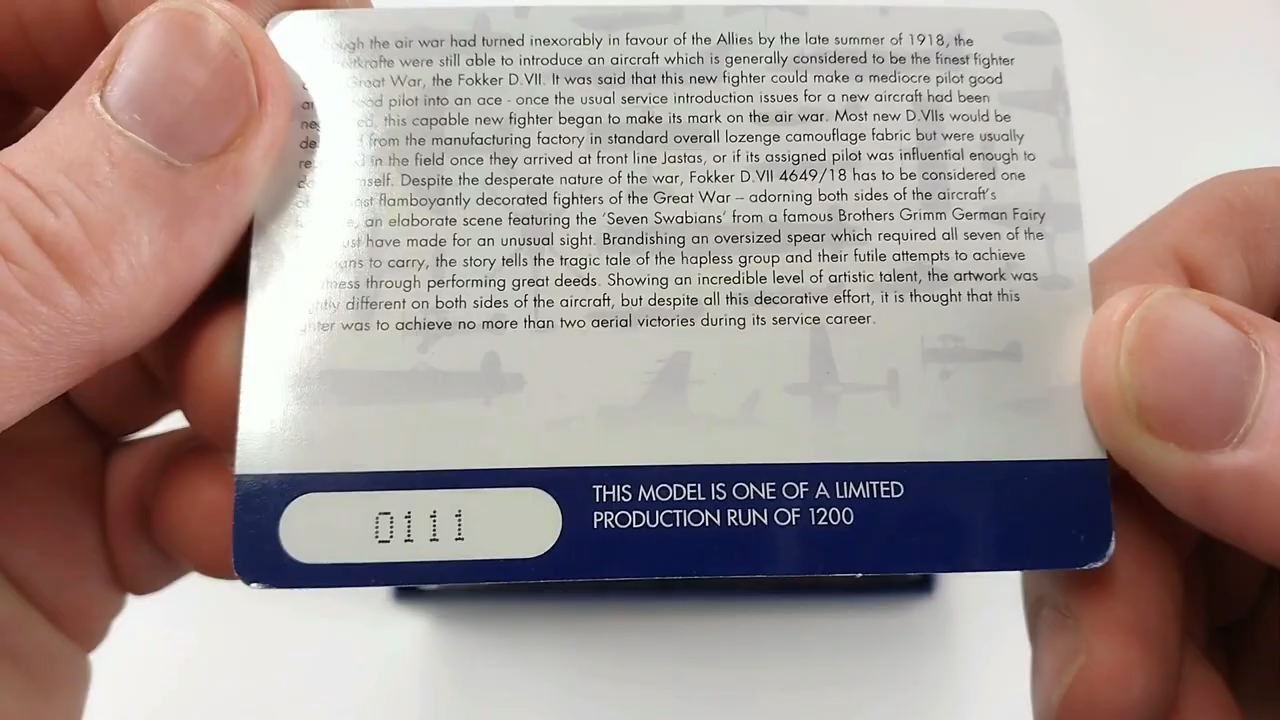 the air war had turned inexorably in favour of the Allies by the late summer of 1918, the
were still able to introduce an aircraft which is generally considered to be the finest fighter
Great War, the Fokker D.VII. It was said that this new fighter could make a mediocre pilot good
pilot into an ace - once the usual service introduction issues for a new aircraft had been
this capable new fighter began to make its mark on the air war. Most new D.VIIs would be
from the manufacturing factory in standard overall lozenge camouflage fabric but were usually
in the field once they arrived at front line Jastas, or if its assigned pilot was influential enough to
Despite the desperate nature of the war, Fokker D.VII 4649/18 has to be considered one
flamboyantly decorated fighters of the Great War – adorning both sides of the aircraft's
an elaborate scene featuring the 'Seven Swabians' from a famous Brothers Grimm German Fairy
have made for an unusual sight. Brandishing an oversized spear which required all seven of the
to carry, the story tells the tragic tale of the hapless group and their futile attempts to achieve
through performing great deeds. Showing an incredible level of artistic talent, the artwork was
different on both sides of the aircraft, but despite all this decorative effort, it is thought that this
was to achieve no more than two aerial victories during its service career.
0111
THIS MODEL IS ONE OF A LIMITED
PRODUCTION RUN OF 1200